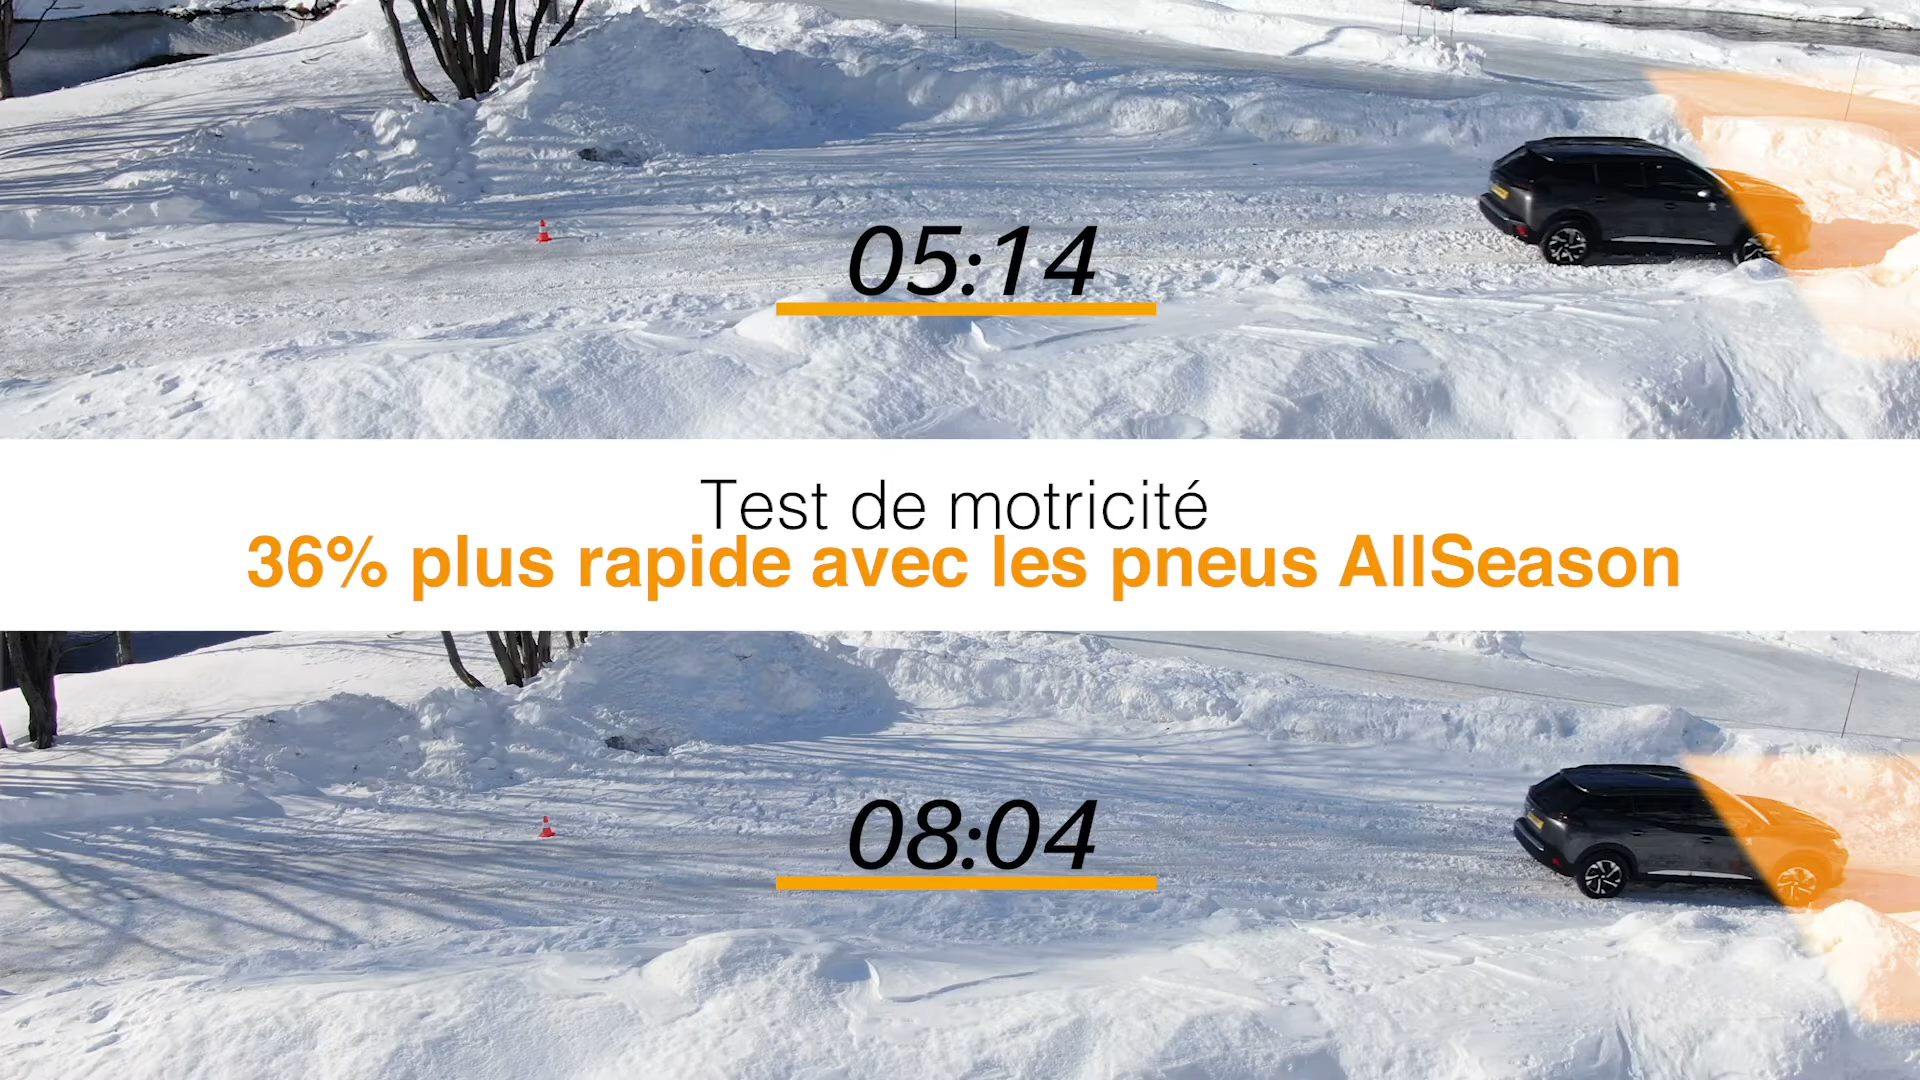 05:14
Test de motricité
36% plus rapide avec les pneus AllSeason
08:04